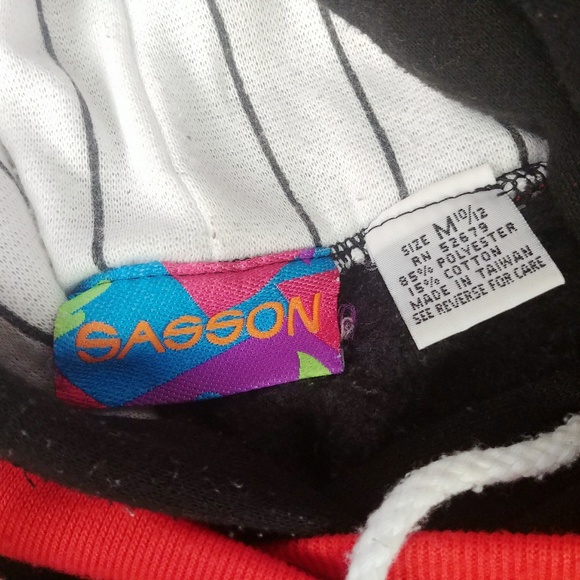 SASSON
SIZE M 10/12
RN 52679
85% POLYESTER
15% COTTON
MADE IN TAIWAN
SEE REVERSE FOR CARE